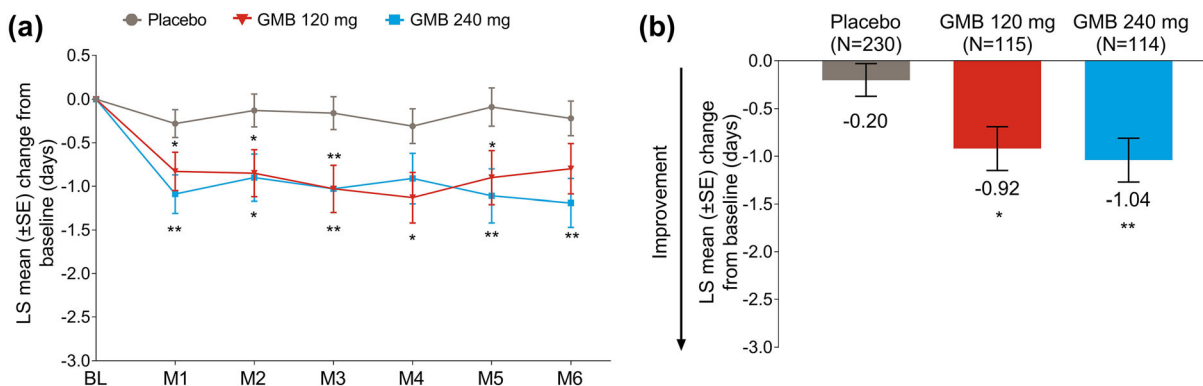 (a)
Placebo
GMB 120 mg
GMB 240 mg
LS mean (±SE) change from
baseline (days)
0.5
0.0
-0.5
-1.0
-1.5
-2.0
-2.5
-3.0
* * ** *
** * ** * ** **
BL M1 M2 M3 M4 M5 M6
(b)
Placebo
(N=230)
GMB 120 mg
(N=115)
GMB 240 mg
(N=114)
Improvement
LS mean (±SE) change
from baseline (days)
0.0
-0.5
-1.0
-1.5
-2.0
-2.5
-3.0
-0.20
-0.92
*
-1.04
**